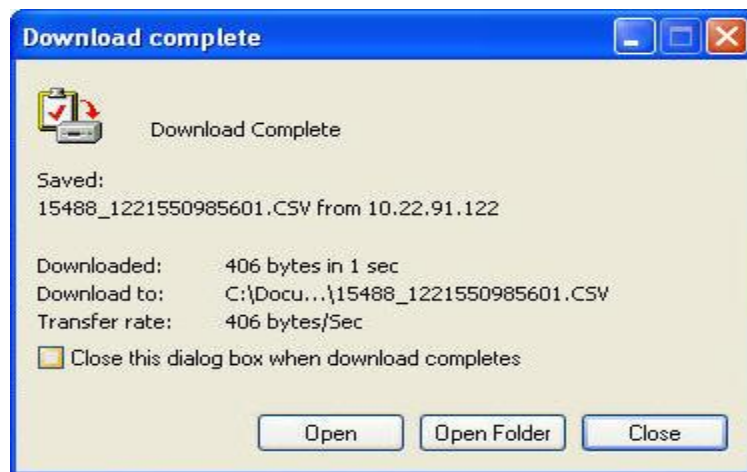 Download complete
Download Complete
Saved:
15488_1221550985601.CSV from 10.22.91.122
Downloaded: 406 bytes in 1 sec
Download to: C:\Docu...\15488_1221550985601.CSV
Transfer rate: 406 bytes/Sec
Close this dialog box when download completes
Open Open Folder Close